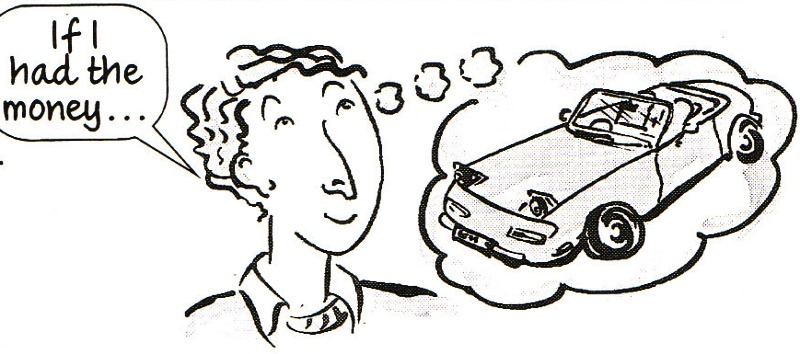 If I
had the
money...